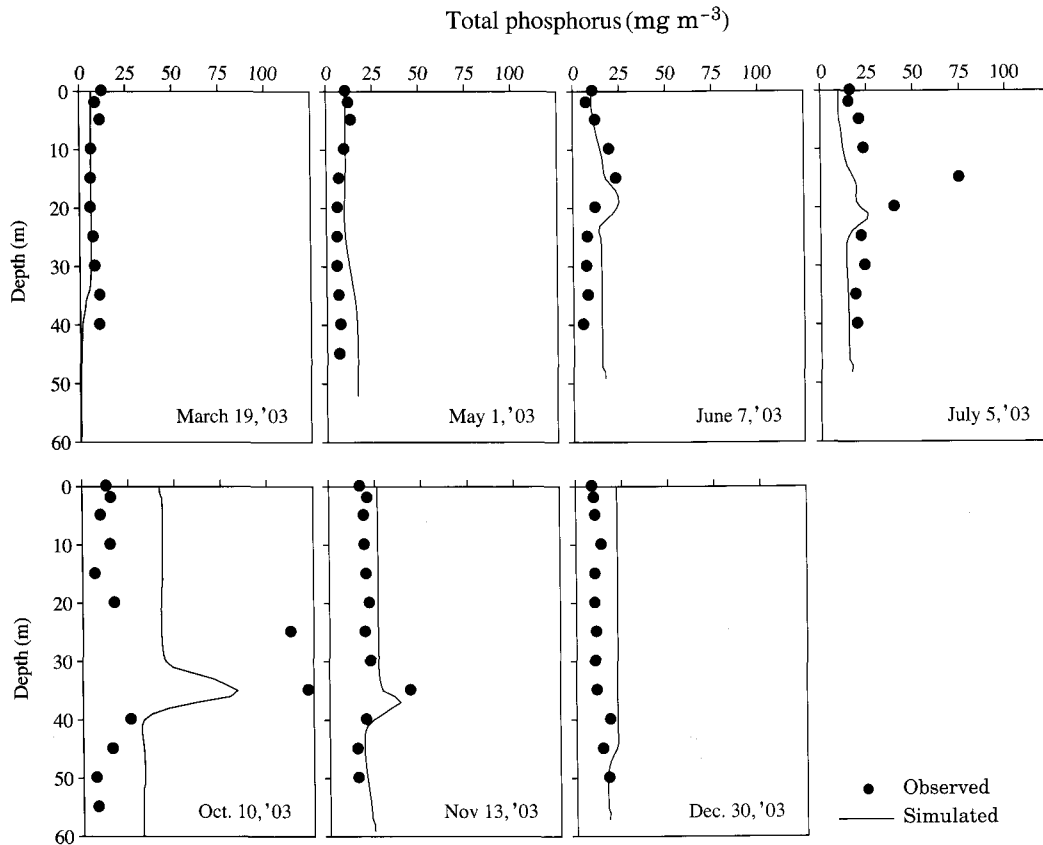 Total phosphorus (mg m⁻³)
0 25 50 75 100 0 25 50 75 100 0 25 50 75 100 0 25 50 75 100
0
10
20
30
40
50
60
Depth (m)
March 19, '03 May 1, '03 June 7, '03 July 5, '03
0
10
20
30
40
50
60
Depth (m)
Oct. 10, '03 Nov 13, '03 Dec. 30, '03
Observed
Simulated